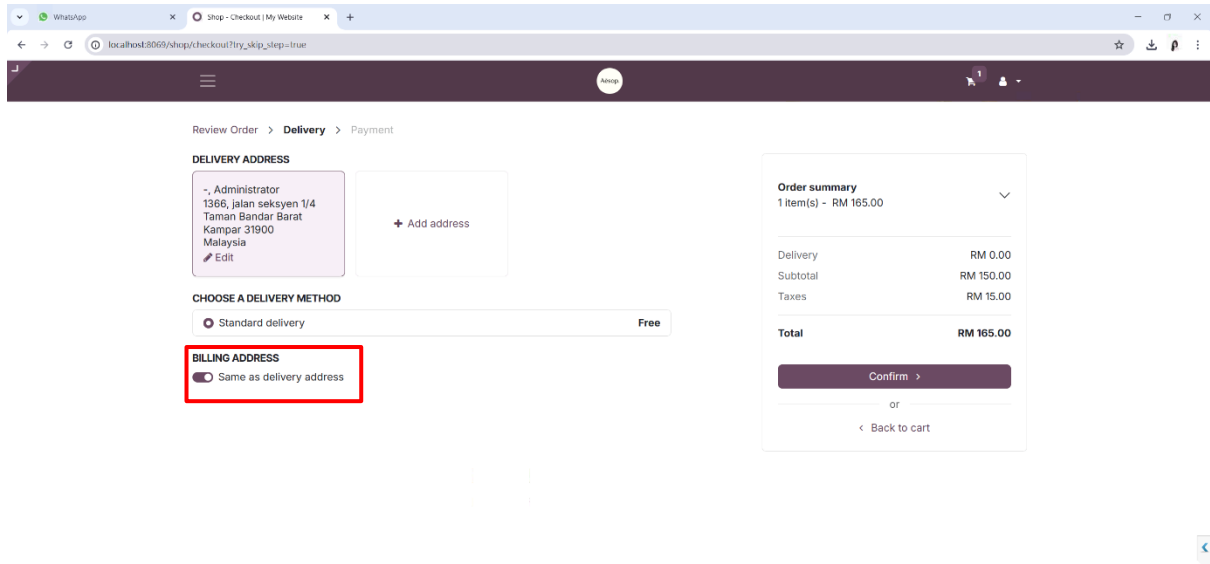 WhatsApp
Shop - Checkout | My Website
localhost:8069/shop/checkout?try_skip_step=true
Aēsop.
1
Review Order > Delivery > Payment
DELIVERY ADDRESS
-, Administrator
1366, jalan seksyen 1/4
Taman Bandar Barat
Kampar 31900
Malaysia
Edit
+ Add address
CHOOSE A DELIVERY METHOD
Standard delivery Free
BILLING ADDRESS
Same as delivery address
Order summary
1 item(s) - RM 165.00
Delivery RM 0.00
Subtotal RM 150.00
Taxes RM 15.00
Total RM 165.00
Confirm >
or
< Back to cart